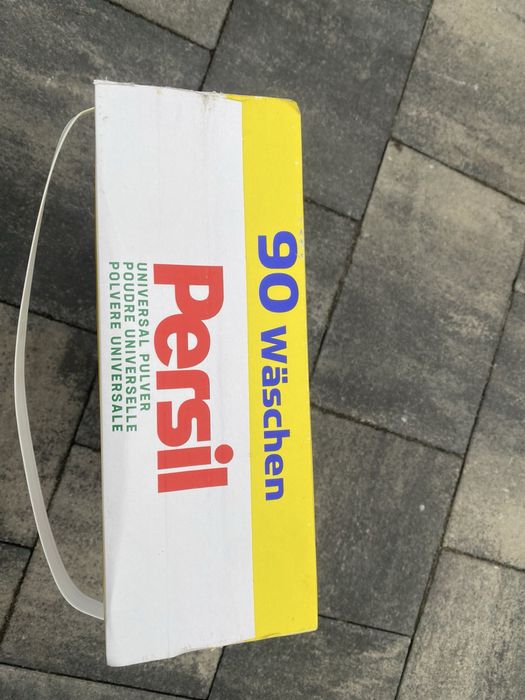 90 Wäschen
Persil
UNIVERSAL PULVER
POUDRE UNIVERSELLE
POLVERE UNIVERSALE